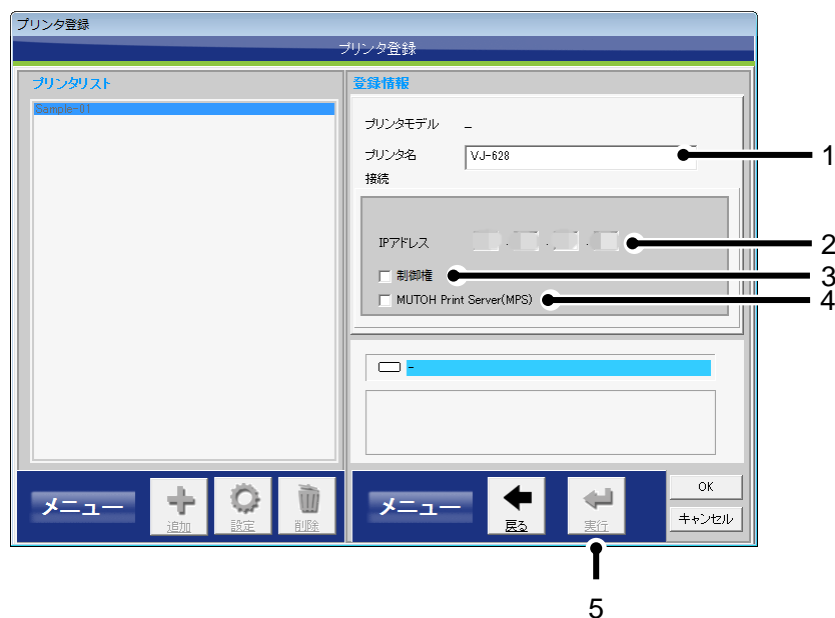 プリンタ登録
プリンタ登録
プリンタリスト
Sample-01
登録情報
プリンタモデル –
プリンタ名 VJ-628
接続
IPアドレス . . .
制御権
MUTOH Print Server(MPS)
-
メニュー 追加 設定 削除
メニュー 戻る 実行
OK
キャンセル
1
2
3
4
5